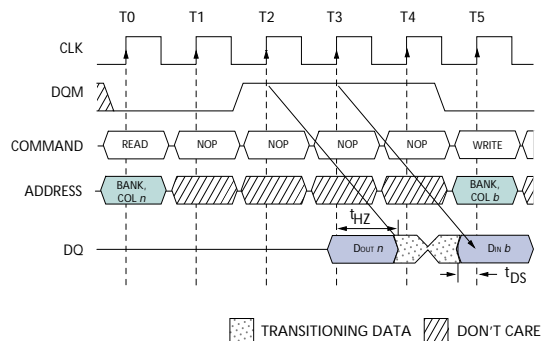 T0 T1 T2 T3 T4 T5
CLK
DQM
COMMAND READ NOP NOP NOP NOP WRITE
ADDRESS BANK, COL n BANK, COL b
tHZ
DQ DOUT n DIN b
tDS
TRANSITIONING DATA DON'T CARE